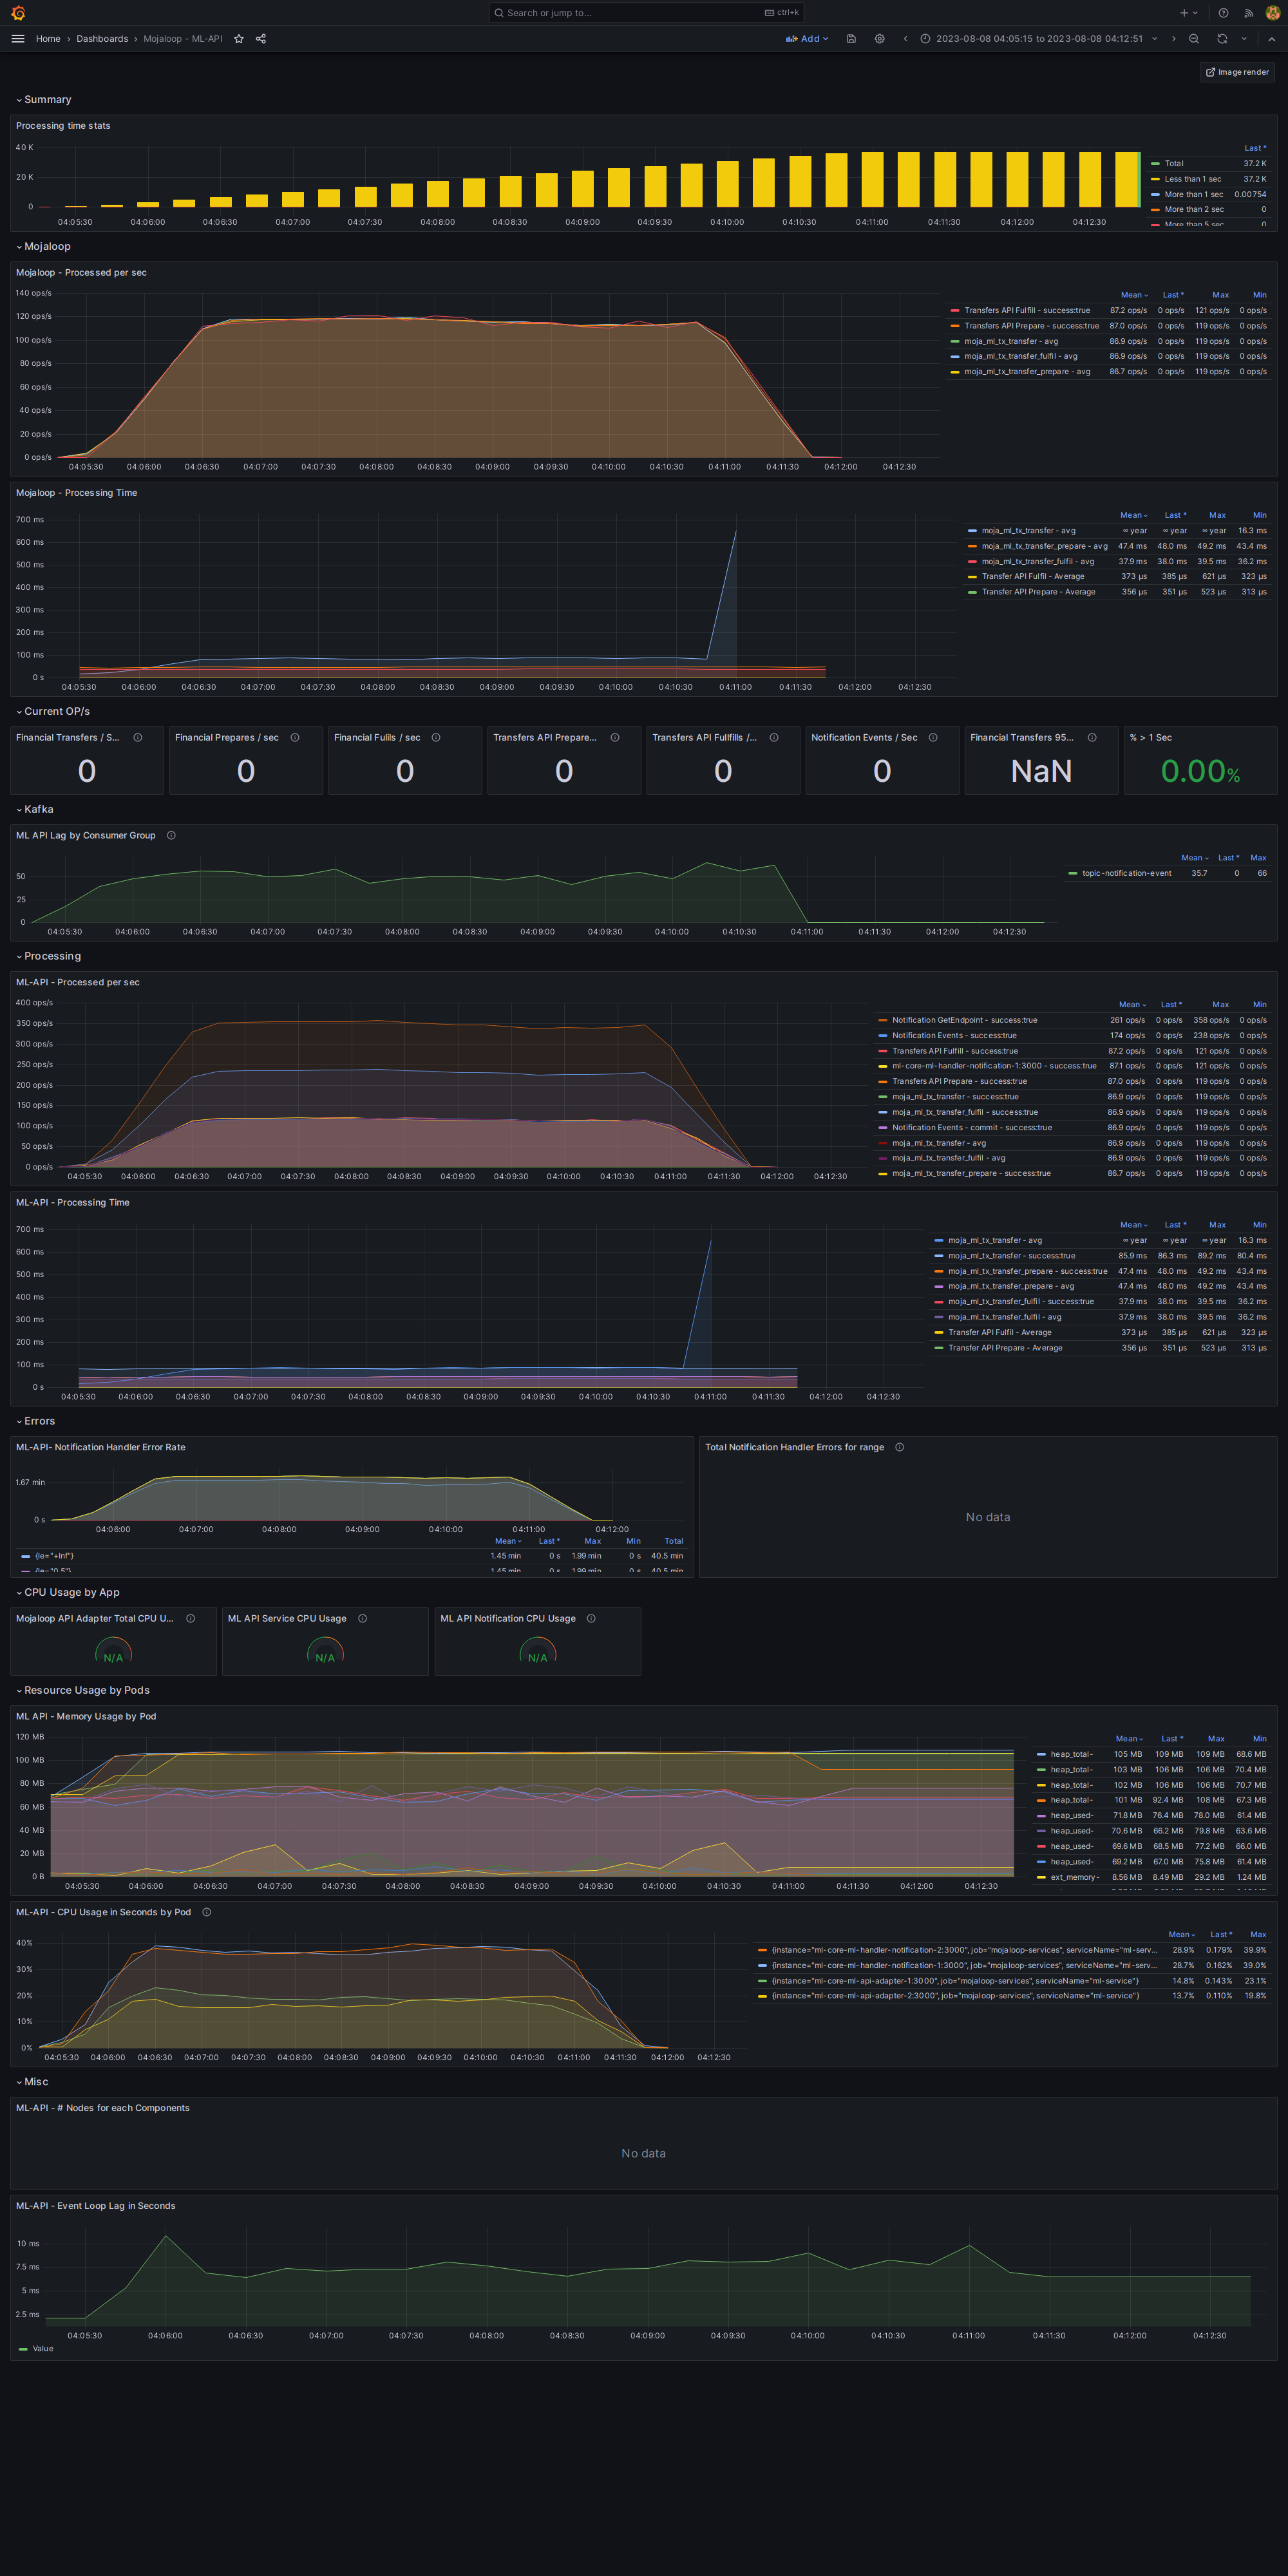 Search or jump to... ctrl+k
Home › Dashboards › Mojaloop - ML-API Add 2023-08-08 04:05:15 to 2023-08-08 04:12:51
Image render
Summary
Processing time stats
40 K
20 K
0
04:05:30 04:06:00 04:06:30 04:07:00 04:07:30 04:08:00 04:08:30 04:09:00 04:09:30 04:10:00 04:10:30 04:11:00 04:11:30 04:12:00 04:12:30
Last *
Total 37.2 K
Less than 1 sec 37.2 K
More than 1 sec 0.00754
More than 2 sec 0
More than 5 sec 0
Mojaloop
Mojaloop - Processed per sec
140 ops/s
120 ops/s
100 ops/s
80 ops/s
60 ops/s
40 ops/s
20 ops/s
0 ops/s
04:05:30 04:06:00 04:06:30 04:07:00 04:07:30 04:08:00 04:08:30 04:09:00 04:09:30 04:10:00 04:10:30 04:11:00 04:11:30 04:12:00 04:12:30
Mean Last * Max Min
Transfers API Fulfill - success:true 87.2 ops/s 0 ops/s 121 ops/s 0 ops/s
Transfers API Prepare - success:true 87.0 ops/s 0 ops/s 119 ops/s 0 ops/s
moja_ml_tx_transfer - avg 86.9 ops/s 0 ops/s 119 ops/s 0 ops/s
moja_ml_tx_transfer_fulfil - avg 86.9 ops/s 0 ops/s 119 ops/s 0 ops/s
moja_ml_tx_transfer_prepare - avg 86.7 ops/s 0 ops/s 119 ops/s 0 ops/s
Mojaloop - Processing Time
700 ms
600 ms
500 ms
400 ms
300 ms
200 ms
100 ms
0 s
04:05:30 04:06:00 04:06:30 04:07:00 04:07:30 04:08:00 04:08:30 04:09:00 04:09:30 04:10:00 04:10:30 04:11:00 04:11:30 04:12:00 04:12:30
Mean Last * Max Min
moja_ml_tx_transfer - avg ∞ year ∞ year ∞ year 16.3 ms
moja_ml_tx_transfer_prepare - avg 47.4 ms 48.0 ms 49.2 ms 43.4 ms
moja_ml_tx_transfer_fulfil - avg 37.9 ms 38.0 ms 39.5 ms 36.2 ms
Transfer API Fulfil - Average 373 µs 385 µs 621 µs 323 µs
Transfer API Prepare - Average 356 µs 351 µs 523 µs 313 µs
Current OP/s
Financial Transfers / S... Financial Prepares / sec Financial Fulils / sec Transfers API Prepare... Transfers API Fullfills /... Notification Events / Sec Financial Transfers 95... % > 1 Sec
0 0 0 0 0 0 NaN 0.00%
Kafka
ML API Lag by Consumer Group
50
25
0
04:05:30 04:06:00 04:06:30 04:07:00 04:07:30 04:08:00 04:08:30 04:09:00 04:09:30 04:10:00 04:10:30 04:11:00 04:11:30 04:12:00 04:12:30
Mean Last * Max
topic-notification-event 35.7 0 66
Processing
ML-API - Processed per sec
400 ops/s
350 ops/s
300 ops/s
250 ops/s
200 ops/s
150 ops/s
100 ops/s
50 ops/s
0 ops/s
04:05:30 04:06:00 04:06:30 04:07:00 04:07:30 04:08:00 04:08:30 04:09:00 04:09:30 04:10:00 04:10:30 04:11:00 04:11:30 04:12:00 04:12:30
Mean Last * Max Min
Notification GetEndpoint - success:true 261 ops/s 0 ops/s 358 ops/s 0 ops/s
Notification Events - success:true 174 ops/s 0 ops/s 238 ops/s 0 ops/s
Transfers API Fulfill - success:true 87.2 ops/s 0 ops/s 121 ops/s 0 ops/s
ml-core-ml-handler-notification-1:3000 - success:true 87.1 ops/s 0 ops/s 121 ops/s 0 ops/s
Transfers API Prepare - success:true 87.0 ops/s 0 ops/s 119 ops/s 0 ops/s
moja_ml_tx_transfer - success:true 86.9 ops/s 0 ops/s 119 ops/s 0 ops/s
moja_ml_tx_transfer_fulfil - success:true 86.9 ops/s 0 ops/s 119 ops/s 0 ops/s
Notification Events - commit - success:true 86.9 ops/s 0 ops/s 119 ops/s 0 ops/s
moja_ml_tx_transfer - avg 86.9 ops/s 0 ops/s 119 ops/s 0 ops/s
moja_ml_tx_transfer_fulfil - avg 86.9 ops/s 0 ops/s 119 ops/s 0 ops/s
moja_ml_tx_transfer_prepare - success:true 86.7 ops/s 0 ops/s 119 ops/s 0 ops/s
ML-API - Processing Time
700 ms
600 ms
500 ms
400 ms
300 ms
200 ms
100 ms
0 s
04:05:30 04:06:00 04:06:30 04:07:00 04:07:30 04:08:00 04:08:30 04:09:00 04:09:30 04:10:00 04:10:30 04:11:00 04:11:30 04:12:00 04:12:30
Mean Last * Max Min
moja_ml_tx_transfer - avg ∞ year ∞ year ∞ year 16.3 ms
moja_ml_tx_transfer - success:true 85.9 ms 86.3 ms 89.2 ms 80.4 ms
moja_ml_tx_transfer_prepare - success:true 47.4 ms 48.0 ms 49.2 ms 43.4 ms
moja_ml_tx_transfer_prepare - avg 47.4 ms 48.0 ms 49.2 ms 43.4 ms
moja_ml_tx_transfer_fulfil - success:true 37.9 ms 38.0 ms 39.5 ms 36.2 ms
moja_ml_tx_transfer_fulfil - avg 37.9 ms 38.0 ms 39.5 ms 36.2 ms
Transfer API Fulfil - Average 373 µs 385 µs 621 µs 323 µs
Transfer API Prepare - Average 356 µs 351 µs 523 µs 313 µs
Errors
ML-API- Notification Handler Error Rate
1.67 min
0 s
04:06:00 04:07:00 04:08:00 04:09:00 04:10:00 04:11:00 04:12:00
Mean Last * Max Min Total
{le="+Inf"} 1.45 min 0 s 1.99 min 0 s 40.5 min
{le="0.5"} 1.45 min 0 s 1.99 min 0 s 40.5 min
Total Notification Handler Errors for range
No data
CPU Usage by App
Mojaloop API Adapter Total CPU U... ML API Service CPU Usage ML API Notification CPU Usage
N/A N/A N/A
Resource Usage by Pods
ML API - Memory Usage by Pod
120 MB
100 MB
80 MB
60 MB
40 MB
20 MB
0 B
04:05:30 04:06:00 04:06:30 04:07:00 04:07:30 04:08:00 04:08:30 04:09:00 04:09:30 04:10:00 04:10:30 04:11:00 04:11:30 04:12:00 04:12:30
Mean Last * Max Min
heap_total- 105 MB 109 MB 109 MB 68.6 MB
heap_total- 103 MB 106 MB 106 MB 70.4 MB
heap_total- 102 MB 106 MB 106 MB 70.7 MB
heap_total- 101 MB 92.4 MB 108 MB 67.3 MB
heap_used- 71.8 MB 76.4 MB 78.0 MB 61.4 MB
heap_used- 70.6 MB 66.2 MB 79.8 MB 63.6 MB
heap_used- 69.6 MB 68.5 MB 77.2 MB 66.0 MB
heap_used- 69.2 MB 67.0 MB 75.8 MB 61.4 MB
ext_memory- 8.56 MB 8.49 MB 29.2 MB 1.24 MB
ML-API - CPU Usage in Seconds by Pod
40%
30%
20%
10%
0%
04:05:30 04:06:00 04:06:30 04:07:00 04:07:30 04:08:00 04:08:30 04:09:00 04:09:30 04:10:00 04:10:30 04:11:00 04:11:30 04:12:00 04:12:30
Mean Last * Max
{instance="ml-core-ml-handler-notification-2:3000", job="mojaloop-services", serviceName="ml-serv... 28.9% 0.179% 39.9%
{instance="ml-core-ml-handler-notification-1:3000", job="mojaloop-services", serviceName="ml-serv... 28.7% 0.162% 39.0%
{instance="ml-core-ml-api-adapter-1:3000", job="mojaloop-services", serviceName="ml-service"} 14.8% 0.143% 23.1%
{instance="ml-core-ml-api-adapter-2:3000", job="mojaloop-services", serviceName="ml-service"} 13.7% 0.110% 19.8%
Misc
ML-API - # Nodes for each Components
No data
ML-API - Event Loop Lag in Seconds
10 ms
7.5 ms
5 ms
2.5 ms
04:05:30 04:06:00 04:06:30 04:07:00 04:07:30 04:08:00 04:08:30 04:09:00 04:09:30 04:10:00 04:10:30 04:11:00 04:11:30 04:12:00 04:12:30
Value